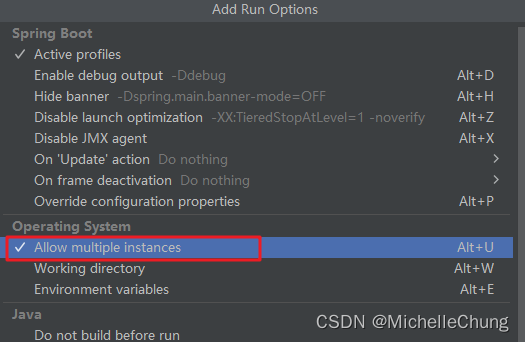 Add Run Options
Spring Boot
✓ Active profiles
Enable debug output -Ddebug Alt+D
Hide banner -Dspring.main.banner-mode=OFF Alt+H
Disable launch optimization -XX:TieredStopAtLevel=1 -noverify Alt+Z
Disable JMX agent Alt+X
On 'Update' action Do nothing >
On frame deactivation Do nothing >
Override configuration properties Alt+P
Operating System
✓ Allow multiple instances Alt+U
Working directory Alt+W
Environment variables Alt+E
Java
Do not build before run
CSDN @MichelleChung